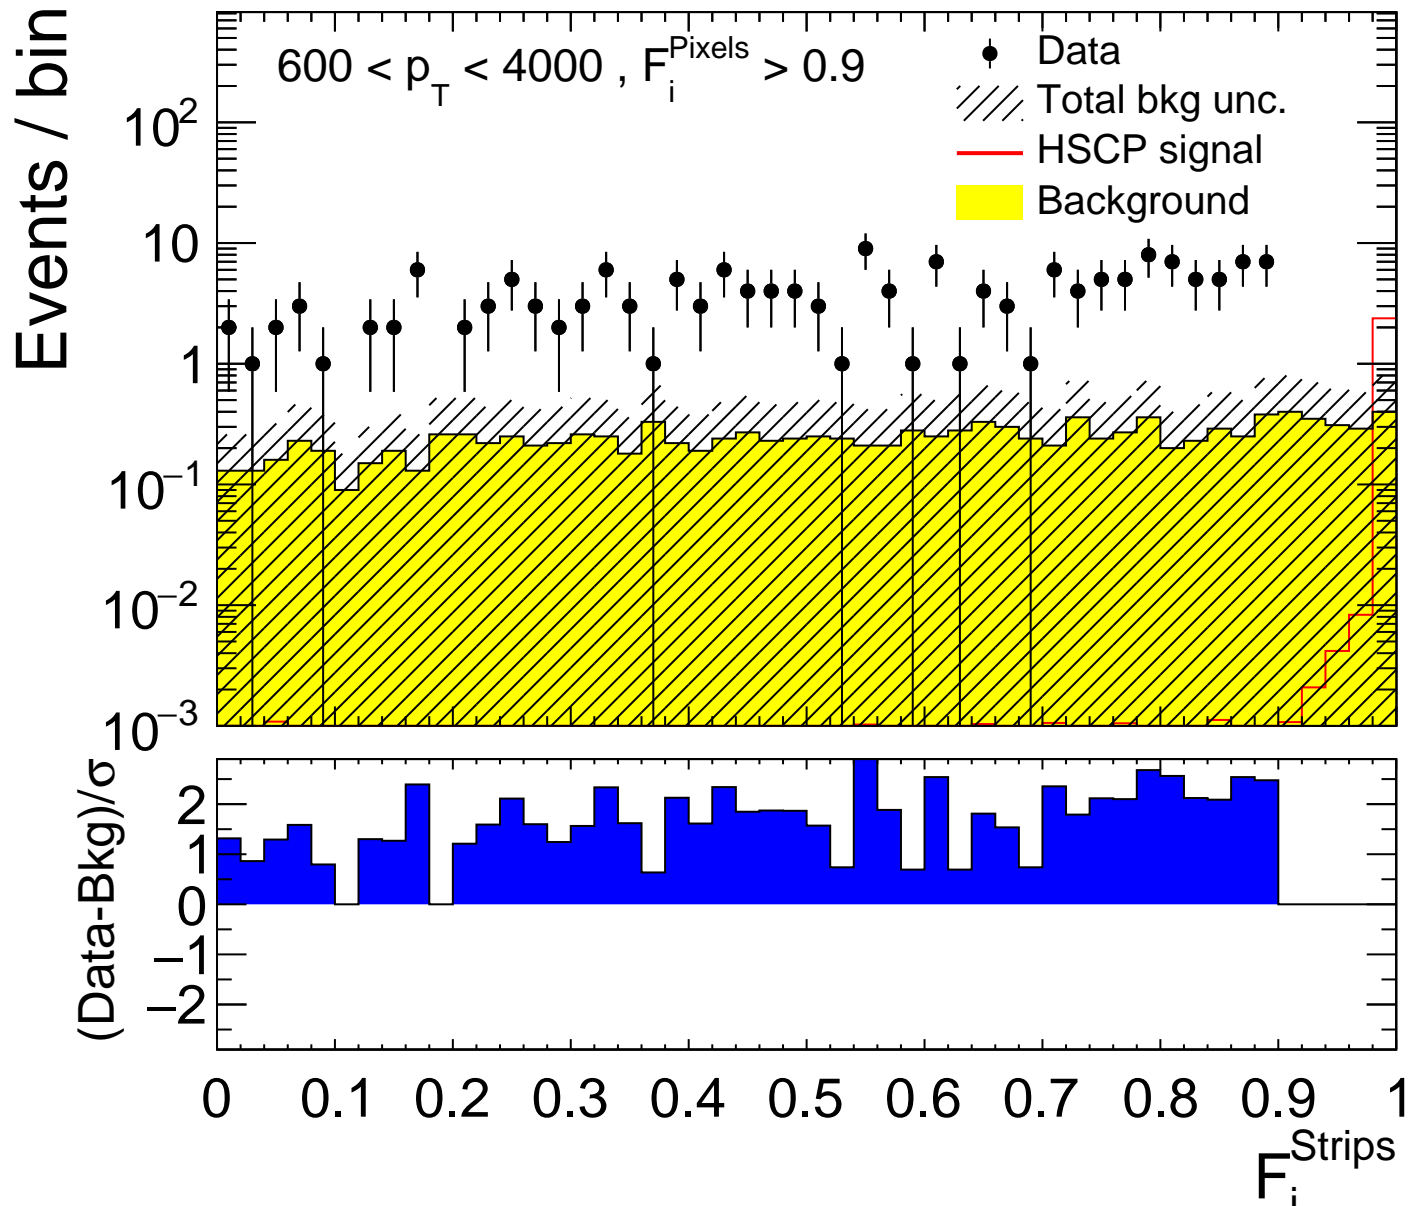 Events / bin
600 < p_T < 4000 , F_i^Pixels > 0.9
Data
Total bkg unc.
HSCP signal
Background
10²
10
1
10⁻¹
10⁻²
10⁻³
(Data-Bkg)/σ
2
1
0
−1
−2
0 0.1 0.2 0.3 0.4 0.5 0.6 0.7 0.8 0.9 1
F_i^Strips